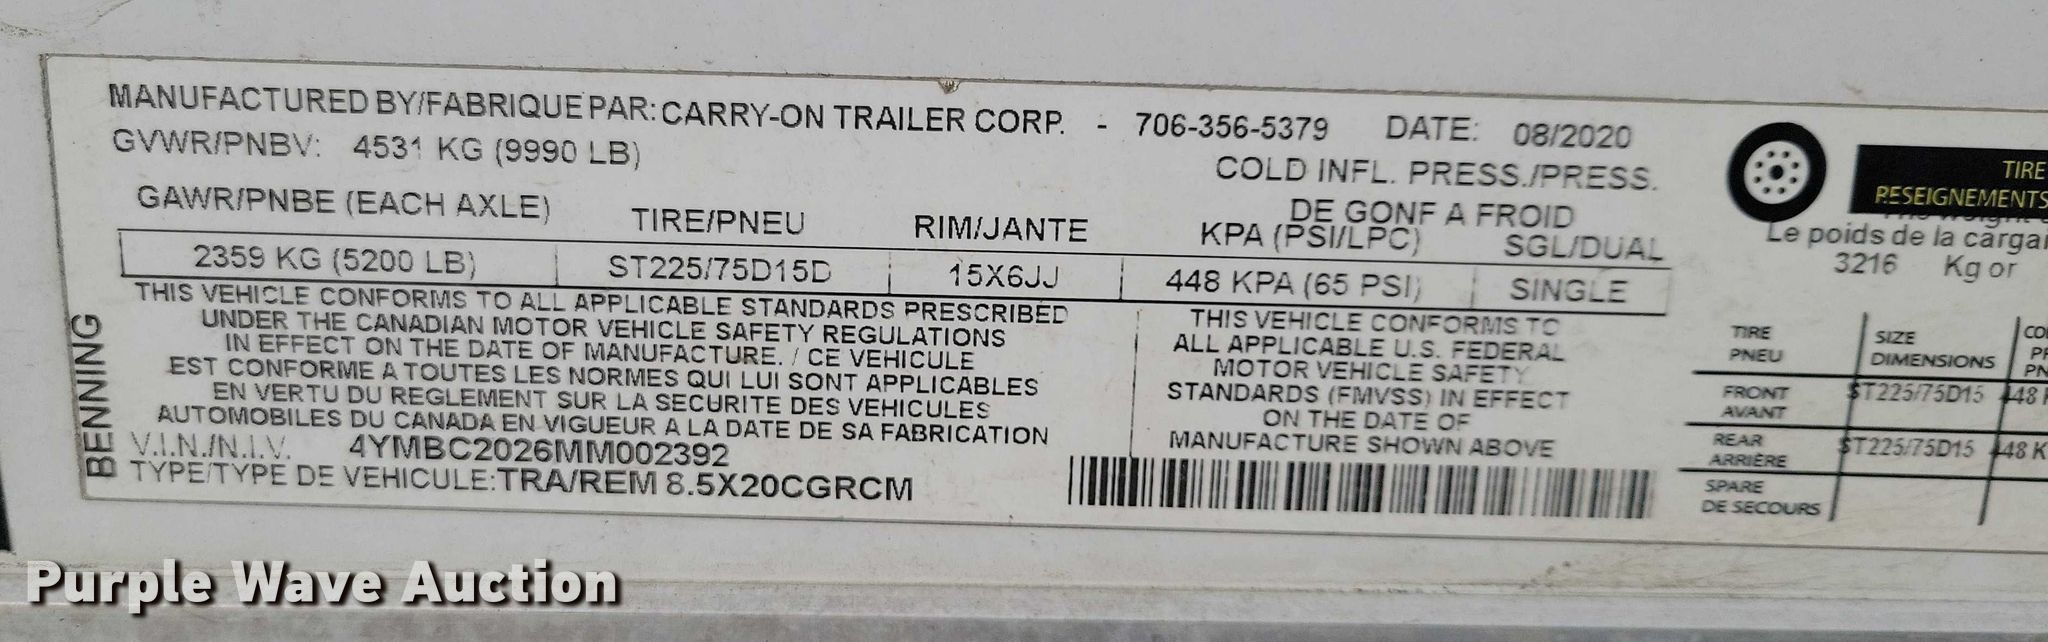 MANUFACTURED BY/FABRIQUE PAR: CARRY-ON TRAILER CORP. - 706-356-5379 DATE: 08/2020
GVWR/PNBV: 4531 KG (9990 LB)
COLD INFL. PRESS./PRESS.
DE GONF A FROID
GAWR/PNBE (EACH AXLE) TIRE/PNEU RIM/JANTE KPA (PSI/LPC) SGL/DUAL
2359 KG (5200 LB) ST225/75D15D 15X6JJ 448 KPA (65 PSI) SINGLE
THIS VEHICLE CONFORMS TO ALL APPLICABLE STANDARDS PRESCRIBED
UNDER THE CANADIAN MOTOR VEHICLE SAFETY REGULATIONS
IN EFFECT ON THE DATE OF MANUFACTURE. / CE VEHICULE
EST CONFORME A TOUTES LES NORMES QUI LUI SONT APPLICABLES
EN VERTU DU REGLEMENT SUR LA SECURITE DES VEHICULES
AUTOMOBILES DU CANADA EN VIGUEUR A LA DATE DE SA FABRICATION
THIS VEHICLE CONFORMS TO
ALL APPLICABLE U.S. FEDERAL
MOTOR VEHICLE SAFETY
STANDARDS (FMVSS) IN EFFECT
ON THE DATE OF
MANUFACTURE SHOWN ABOVE
V.I.N./N.I.V. 4YMBC2026MM002392
TYPE/TYPE DE VEHICULE: TRA/REM 8.5X20CGRCM
BENNING
TIRE
RESEIGNEMENTS
Le poids de la cargai
3216 Kg or
TIRE SIZE CO
PNEU DIMENSIONS
FRONT ST225/75D15 448
AVANT
REAR ST225/75D15 448 K
ARRIÈRE
SPARE
DE SECOURS
Purple Wave Auction